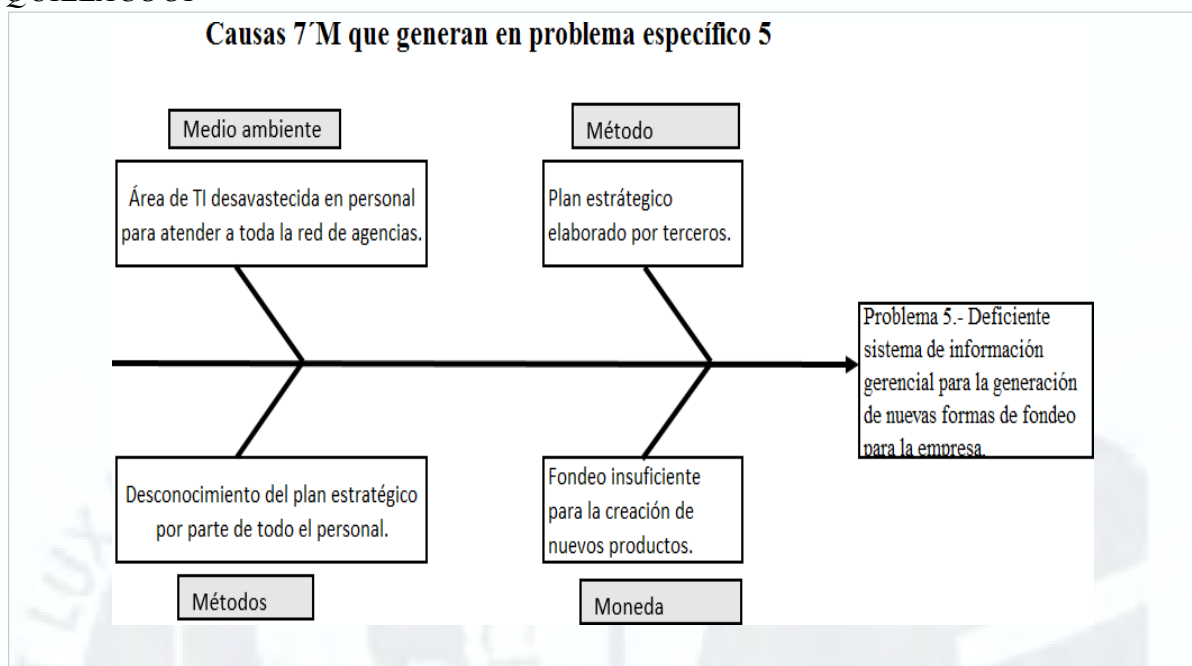 Causas 7´M que generan en problema específico 5
Medio ambiente
Método
Área de TI desavastecida en personal
para atender a toda la red de agencias.
Plan estrátegico
elaborado por terceros.
Problema 5.- Deficiente
sistema de información
gerencial para la generación
de nuevas formas de fondeo
para la empresa.
Desconocimiento del plan estratégico
por parte de todo el personal.
Fondeo insuficiente
para la creación de
nuevos productos.
Métodos
Moneda
LUX